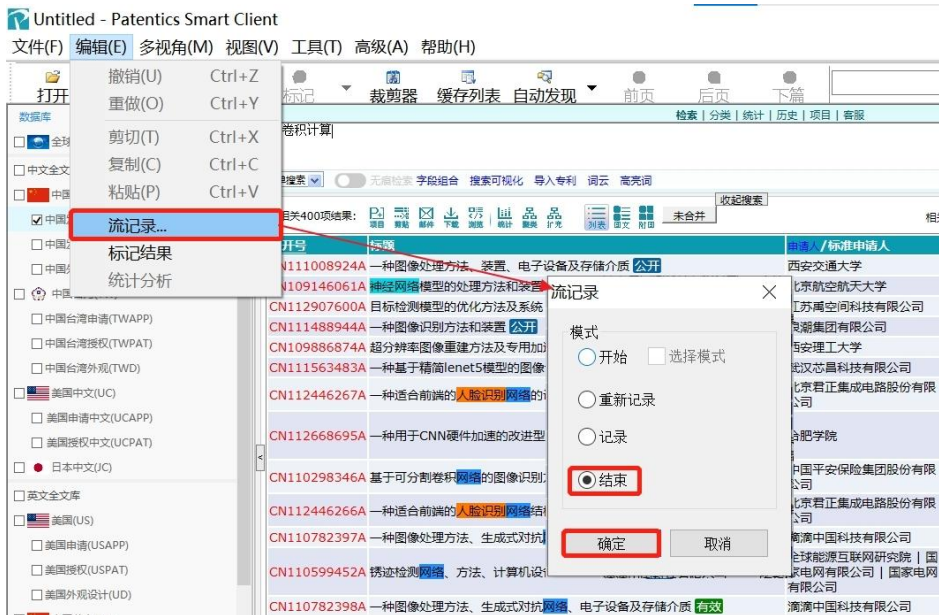 Untitled - Patentics Smart Client
文件(F) 编辑(E) 多视角(M) 视图(V) 工具(T) 高级(A) 帮助(H)
打开 标记 裁剪器 缓存列表 自动发现 前页 后页 下篇
撤销(U) Ctrl+Z
重做(O) Ctrl+Y
剪切(T) Ctrl+X
复制(C) Ctrl+C
粘贴(P) Ctrl+V
流记录...
标记结果
统计分析
数据库
检索 | 分类 | 统计 | 历史 | 项目 | 客服
全球
卷积计算
中文全文
单搜索 无痕检索 字段组合 搜索可视化 导入专利 词云 高亮词
中国
收起搜索
中国
相关400项结果: 项目 剪贴 邮件 下载 浏览 统计 聚类 扩充 列表 图文 附图 未合并
中国
开号 标题 申请人/标准申请人
中国
CN111008924A 一种图像处理方法、装置、电子设备及存储介质 公开 西安交通大学
N109146061A 神经网络模型的处理方法和装置 北京航空航天大学
CN112907600A 目标检测模型的优化方法及系统 江苏禹空间科技有限公司
CN111488944A 一种图像识别方法和装置 公开 浪潮集团有限公司
CN109886874A 超分辨率图像重建方法及专用加 西安理工大学
CN111563483A 一种基于精简lenet5模型的图像 武汉芯昌科技有限公司
CN112446267A 一种适合前端的人脸识别网络的 北京君正集成电路股份有限公司
CN112668695A 一种用于CNN硬件加速的改进型 合肥学院
CN110298346A 基于可分割卷积网络的图像识别 中国平安保险集团股份有限公司
CN112446266A 一种适合前端的人脸识别网络结 北京君正集成电路股份有限公司
CN110782397A 一种图像处理方法、生成式对抗 滴滴中国科技有限公司
CN110599452A 锈迹检测网络、方法、计算机设 全球能源互联网研究院 | 国家电网有限公司 | 国家电网有限公司
CN110782398A 一种图像处理方法、生成式对抗网络、电子设备及存储介质 有效 滴滴中国科技有限公司
中国台湾申请(TWAPP)
中国台湾授权(TWPAT)
中国台湾外观(TWD)
美国中文(UC)
美国申请中文(UCAPP)
美国授权中文(UCPAT)
日本中文(JC)
英文全文库
美国(US)
美国申请(USAPP)
美国授权(USPAT)
美国外观设计(UD)
流记录
模式
开始 选择模式
重新记录
记录
结束
确定 取消